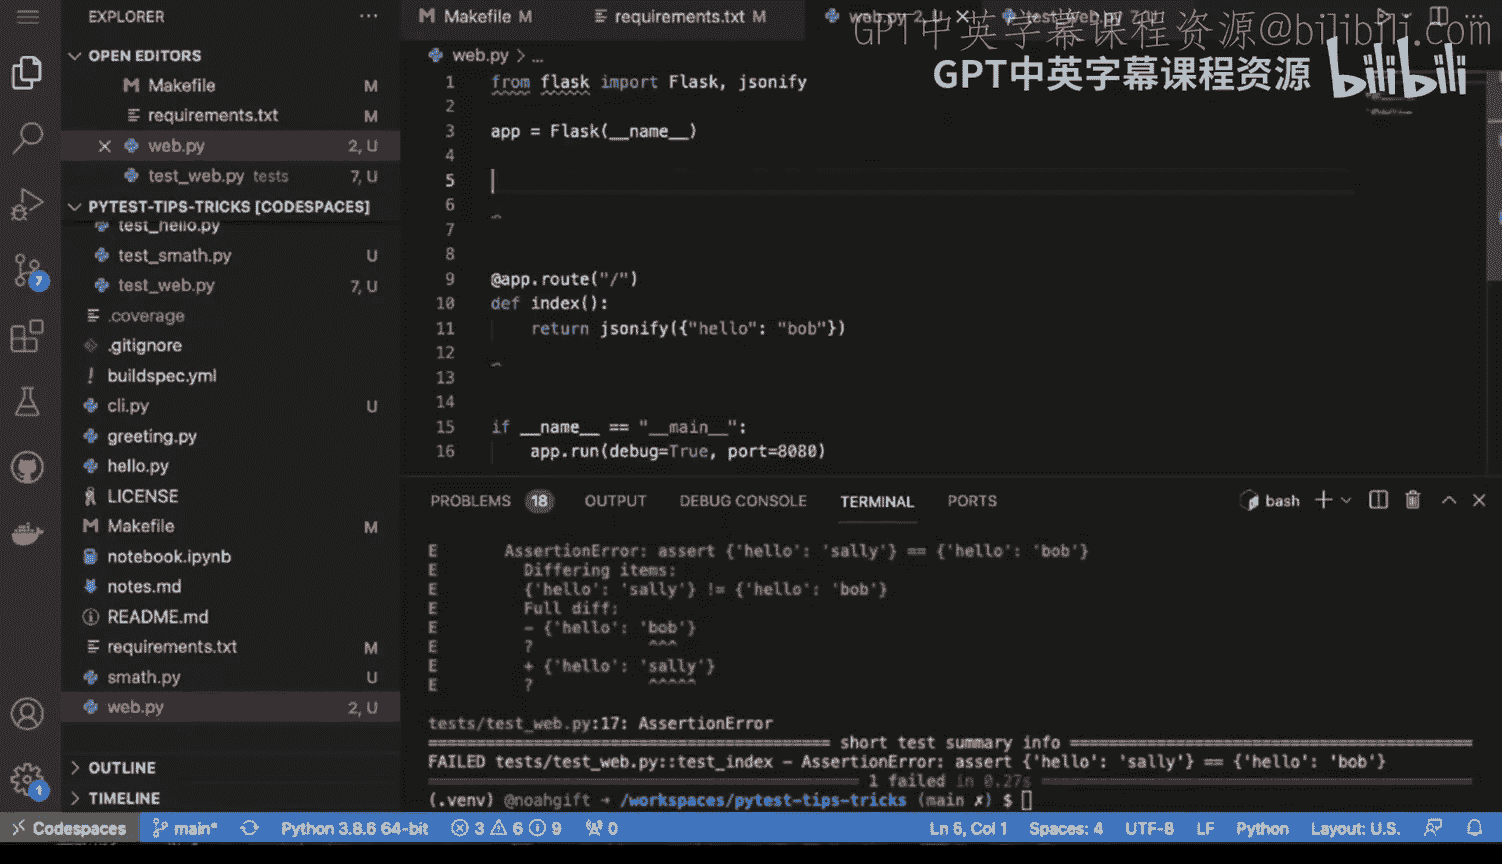 EXPLORER
OPEN EDITORS
Makefile M
requirements.txt M
web.py 2, U
test_web.py tests 7, U
PYTEST-TIPS-TRICKS [CODESPACES]
test_hello.py
test_smath.py U
test_web.py 7, U
.coverage
.gitignore
buildspec.yml
cli.py U
greeting.py
hello.py
LICENSE
Makefile M
notebook.ipynb
notes.md
README.md
requirements.txt M
smath.py U
web.py 2, U
OUTLINE
TIMELINE
7
1
Makefile M requirements.txt M web.py 2, U test_web.py 7, U
GPT中英字幕课程资源@bilibili.com
GPT中英字幕课程资源 bilibili
web.py > ...
1 from flask import Flask, jsonify
2
3 app = Flask(__name__)
4
5
6
7
8
9 @app.route("/")
10 def index():
11 return jsonify({"hello": "bob"})
12
13
14
15 if __name__ == "__main__":
16 app.run(debug=True, port=8080)
PROBLEMS 18 OUTPUT DEBUG CONSOLE TERMINAL PORTS bash
E AssertionError: assert {'hello': 'sally'} == {'hello': 'bob'}
E Differing items:
E {'hello': 'sally'} != {'hello': 'bob'}
E Full diff:
E - {'hello': 'bob'}
E ? ^^^
E + {'hello': 'sally'}
E ? ^^^^^
tests/test_web.py:17: AssertionError
short test summary info
FAILED tests/test_web.py::test_index - AssertionError: assert {'hello': 'sally'} == {'hello': 'bob'}
1 failed in 0.27s
(.venv) @noahgift → /workspaces/pytest-tips-tricks (main ✗) $
Codespaces main* Python 3.8.6 64-bit 3 6 9 0 Ln 6, Col 1 Spaces: 4 UTF-8 LF Python Layout: U.S.